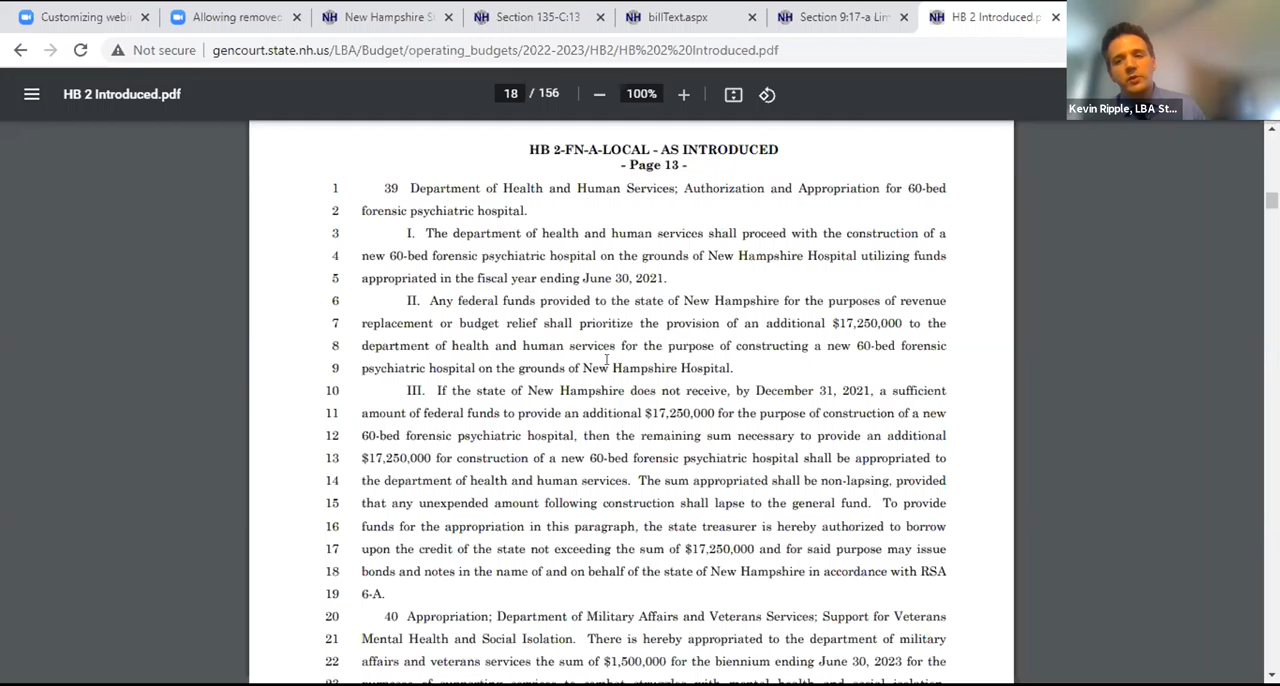 Customizing webi
Allowing removed
New Hampshire S
Section 135-C:13
billText.aspx
Section 9:17-a Lim
HB 2 Introduced.p
Not secure
gencourt.state.nh.us/LBA/Budget/operating_budgets/2022-2023/HB2/HB%202%20Introduced.pdf
Kevin Ripple, LBA St...
HB 2 Introduced.pdf
18 / 156
100%
HB 2-FN-A-LOCAL - AS INTRODUCED
- Page 13 -
1 39 Department of Health and Human Services; Authorization and Appropriation for 60-bed
2 forensic psychiatric hospital.
3 I. The department of health and human services shall proceed with the construction of a
4 new 60-bed forensic psychiatric hospital on the grounds of New Hampshire Hospital utilizing funds
5 appropriated in the fiscal year ending June 30, 2021.
6 II. Any federal funds provided to the state of New Hampshire for the purposes of revenue
7 replacement or budget relief shall prioritize the provision of an additional $17,250,000 to the
8 department of health and human services for the purpose of constructing a new 60-bed forensic
9 psychiatric hospital on the grounds of New Hampshire Hospital.
10 III. If the state of New Hampshire does not receive, by December 31, 2021, a sufficient
11 amount of federal funds to provide an additional $17,250,000 for the purpose of construction of a new
12 60-bed forensic psychiatric hospital, then the remaining sum necessary to provide an additional
13 $17,250,000 for construction of a new 60-bed forensic psychiatric hospital shall be appropriated to
14 the department of health and human services. The sum appropriated shall be non-lapsing, provided
15 that any unexpended amount following construction shall lapse to the general fund. To provide
16 funds for the appropriation in this paragraph, the state treasurer is hereby authorized to borrow
17 upon the credit of the state not exceeding the sum of $17,250,000 and for said purpose may issue
18 bonds and notes in the name of and on behalf of the state of New Hampshire in accordance with RSA
19 6-A.
20 40 Appropriation; Department of Military Affairs and Veterans Services; Support for Veterans
21 Mental Health and Social Isolation. There is hereby appropriated to the department of military
22 affairs and veterans services the sum of $1,500,000 for the biennium ending June 30, 2023 for the